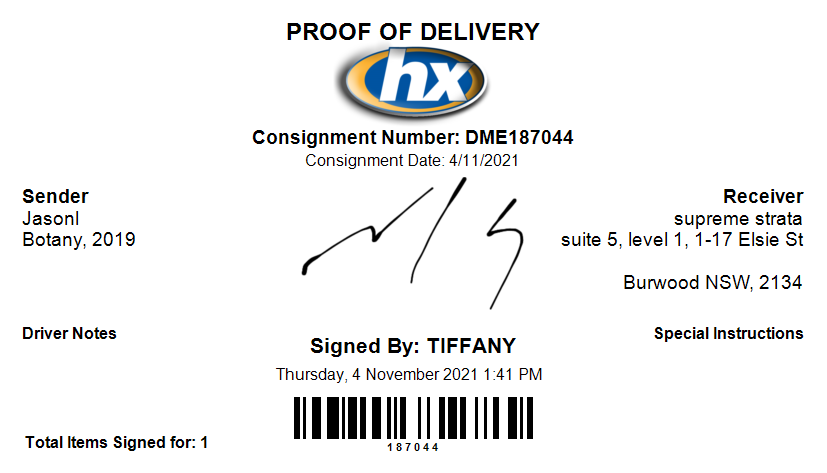 PROOF OF DELIVERY
hx
Consignment Number: DME187044
Consignment Date: 4/11/2021
Sender
JasonI
Botany, 2019
Receiver
supreme strata
suite 5, level 1, 1-17 Elsie St
Burwood NSW, 2134
Driver Notes
Special Instructions
Signed By: TIFFANY
Thursday, 4 November 2021 1:41 PM
187044
Total Items Signed for: 1